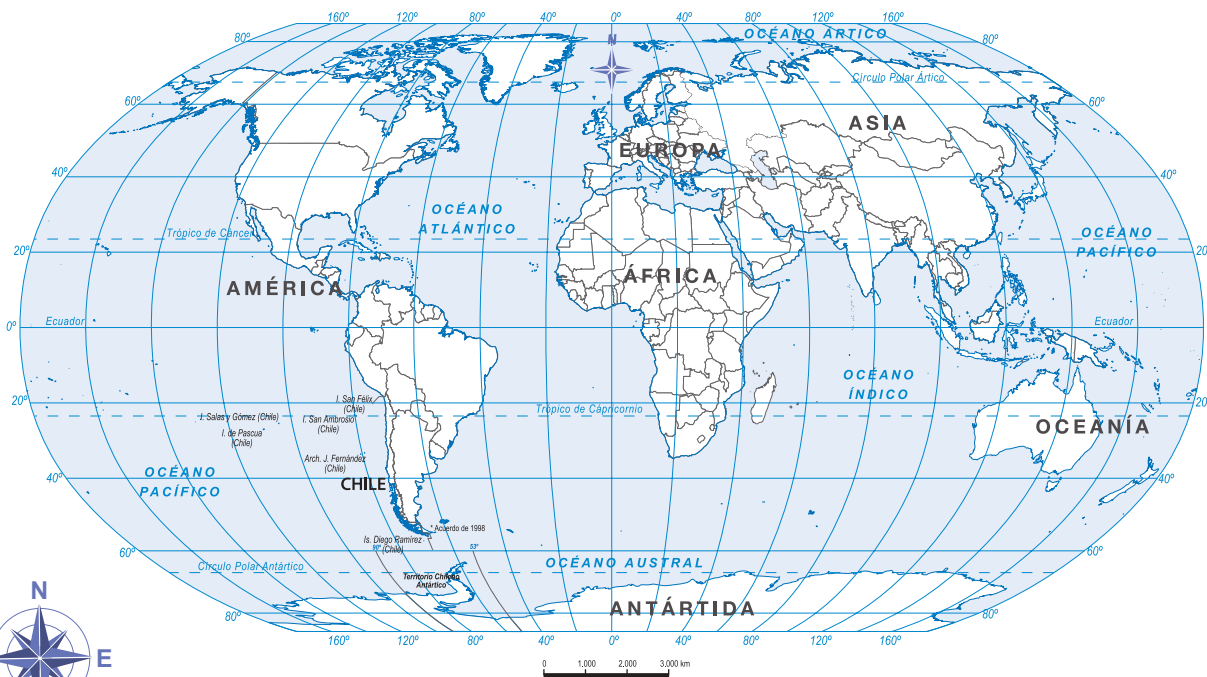 160º 120º 80º 40º 0º 40º 80º 120º 160º
80º OCÉANO ÁRTICO 80º
N
Círculo Polar Ártico
60º 60º
ASIA
EUROPA
40º 40º
OCÉANO
ATLÁNTICO
Trópico de Cáncer
OCÉANO
PACÍFICO
20º 20
ÁFRICA
AMÉRICA
Ecuador Ecuador
0º 0º
OCÉANO
ÍNDICO
I. San Félix
(Chile)
20º 20
Trópico de Capricornio
I. Salas y Gómez (Chile)
I. San Ambrosio
(Chile)
I. de Pascua
(Chile)
OCEANÍA
Arch. J. Fernández
(Chile)
OCÉANO
PACÍFICO
40º 40º
CHILE
* Acuerdo de 1998
Is. Diego Ramírez
(Chile)
90º 53º
60º 60º
OCÉANO AUSTRAL
Círculo Polar Antártico
Territorio Chileno
Antártico
ANTÁRTIDA
80º 80º
160º 120º 80º 40º 0º 40º 80º 120º 160º
N
E
0 1,000 2,000 3,000 km